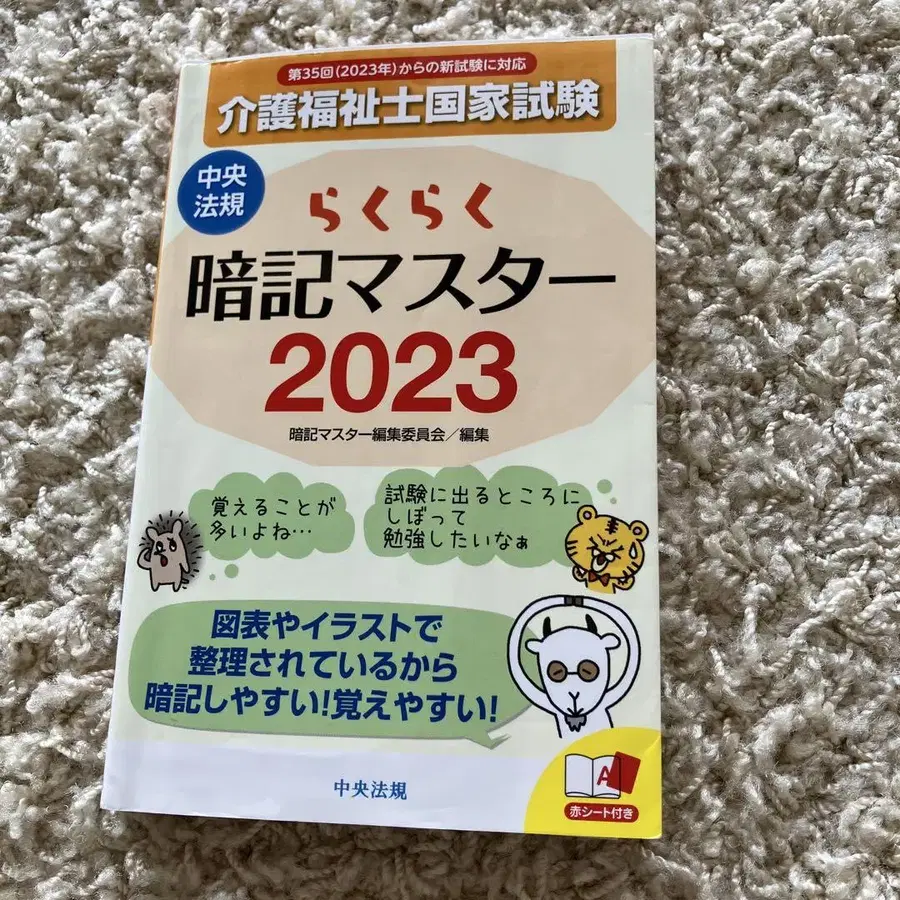 第35回(2023年)からの新試験に対応
介護福祉士国家試験
中央
法規
らくらく
暗記マスター
2023
暗記マスター編集委員会／編集
覚えることが
多いよね…
試験に出るところに
しぼって
勉強したいなぁ
図表やイラストで
整理されているから
暗記しやすい!覚えやすい!
A
赤シート付き
中央法規